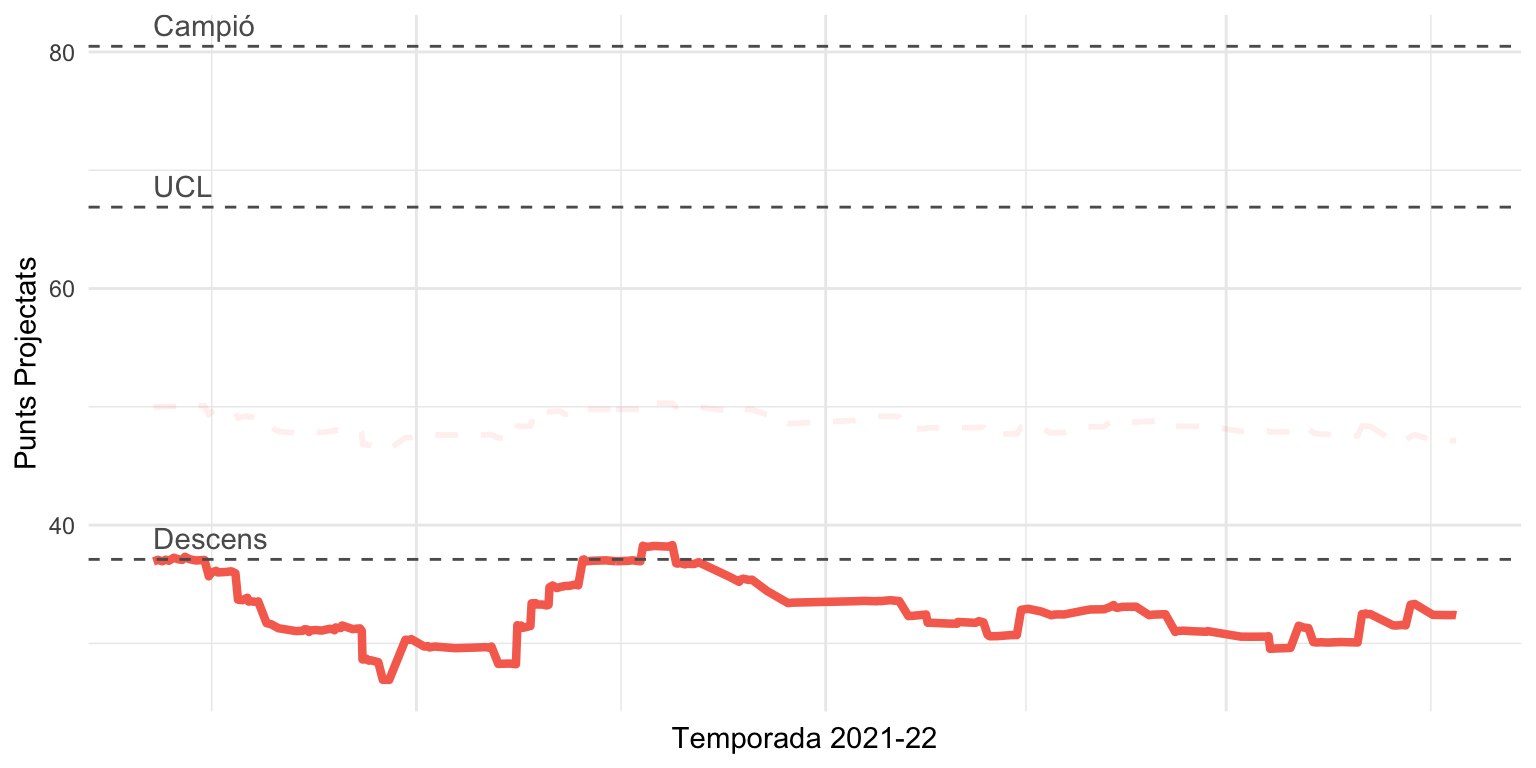 Campió
80
UCL
60
Punts Projectats
40
Descens
Temporada 2021-22